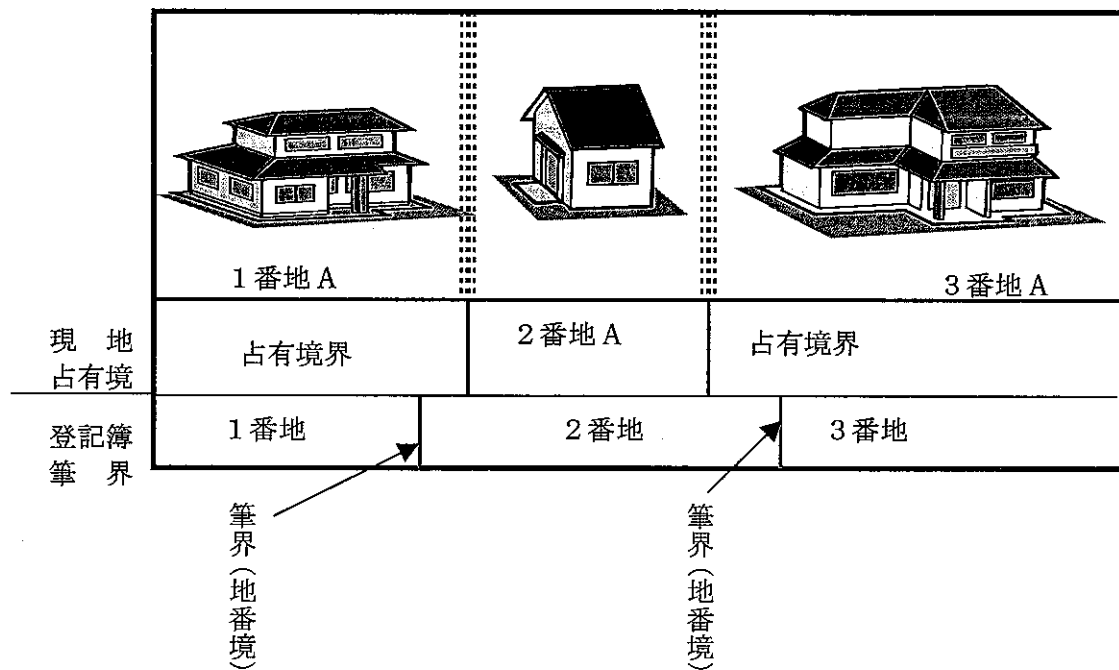 1番地A
3番地A
現 地
占有境
占有境界
2番地A
占有境界
登記簿
筆 界
1番地
2番地
3番地
筆界(地番境)
筆界(地番境)